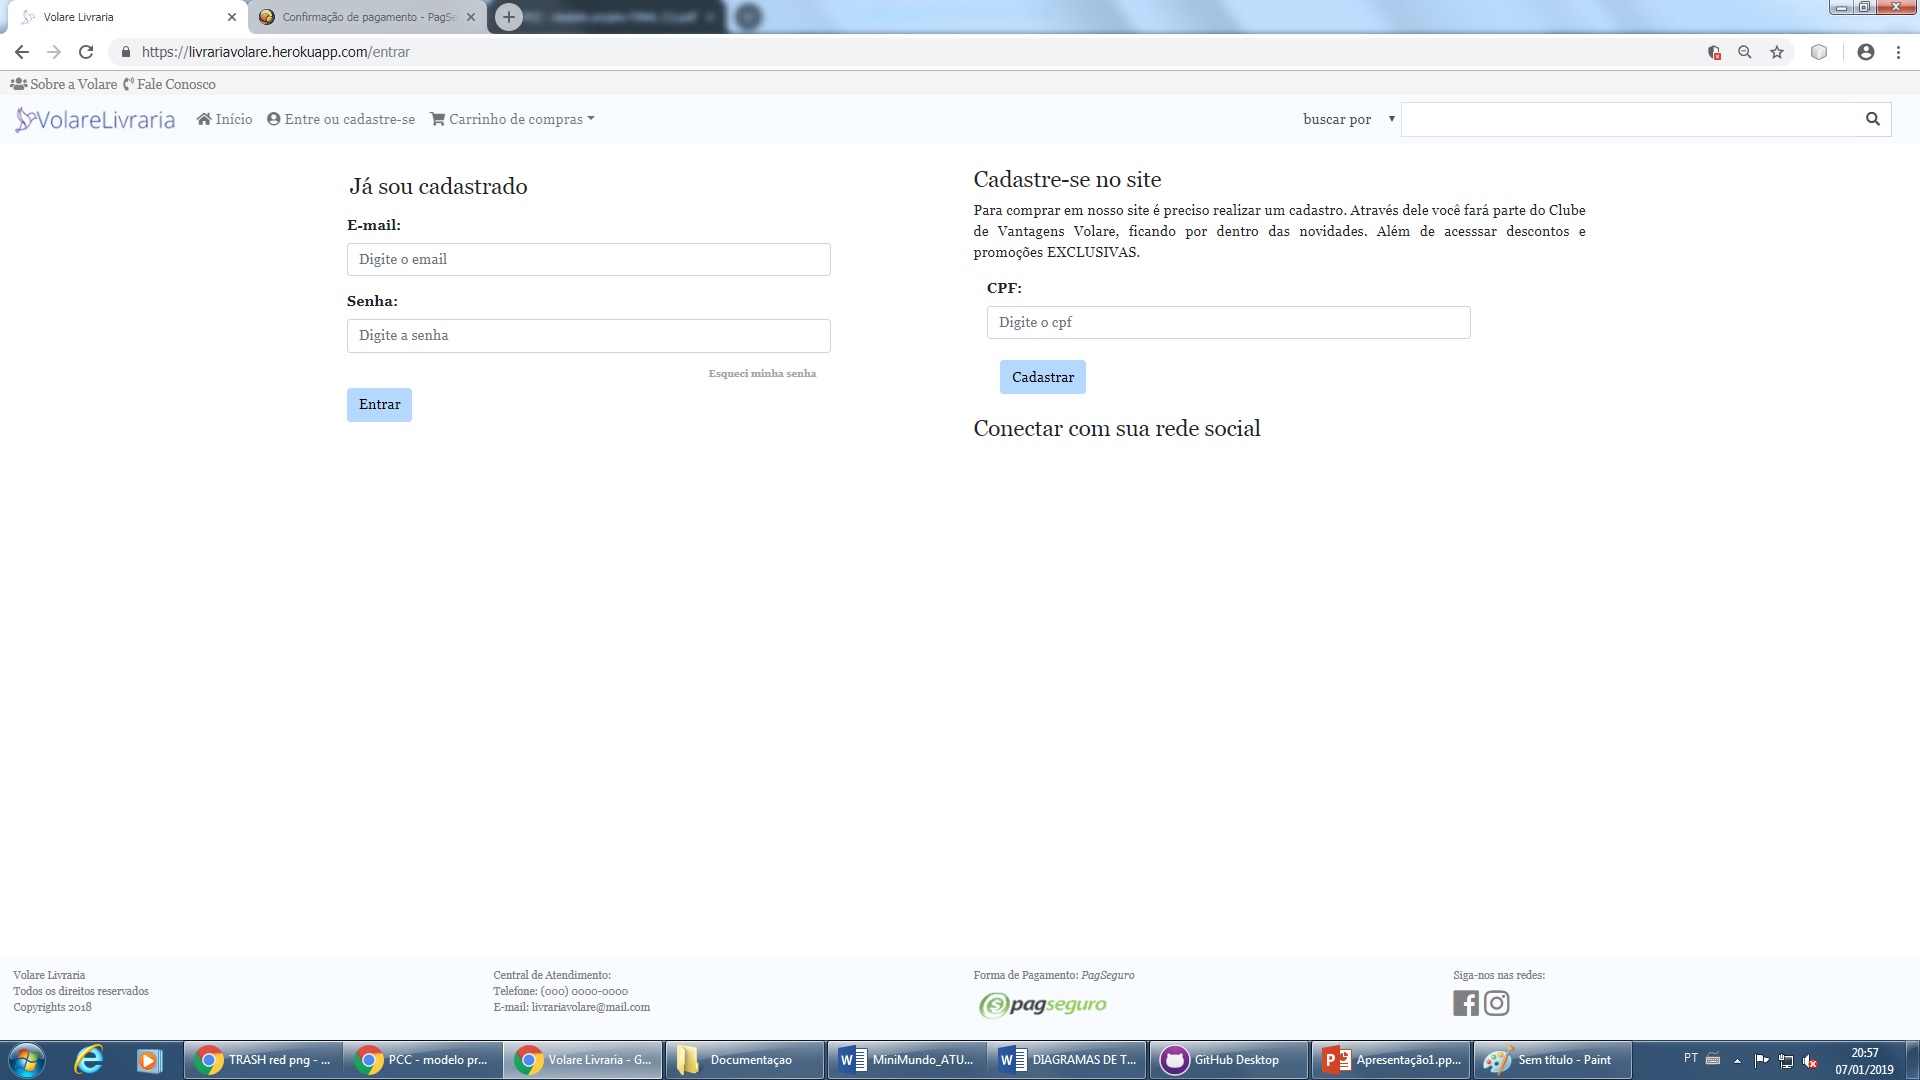 Volare Livraria
Confirmação de pagamento - PagSe
https://livrariavolare.herokuapp.com/entrar
Sobre a Volare Fale Conosco
VolareLivraria Início Entre ou cadastre-se Carrinho de compras buscar por
Já sou cadastrado
E-mail:
Digite o email
Senha:
Digite a senha
Esqueci minha senha
Entrar
Cadastre-se no site
Para comprar em nosso site é preciso realizar um cadastro. Através dele você fará parte do Clube
de Vantagens Volare, ficando por dentro das novidades. Além de acesssar descontos e
promoções EXCLUSIVAS.
CPF:
Digite o cpf
Cadastrar
Conectar com sua rede social
Volare Livraria
Todos os direitos reservados
Copyrights 2018
Central de Atendimento:
Telefone: (000) 0000-0000
E-mail: livrariavolare@mail.com
Forma de Pagamento: PagSeguro
pagseguro
Siga-nos nas redes:
TRASH red png - ...
PCC - modelo pr...
Volare Livraria - G...
Documentaçao
MiniMundo_ATU...
DIAGRAMAS DE T...
GitHub Desktop
Apresentação1.pp...
Sem título - Paint
PT
20:57
07/01/2019